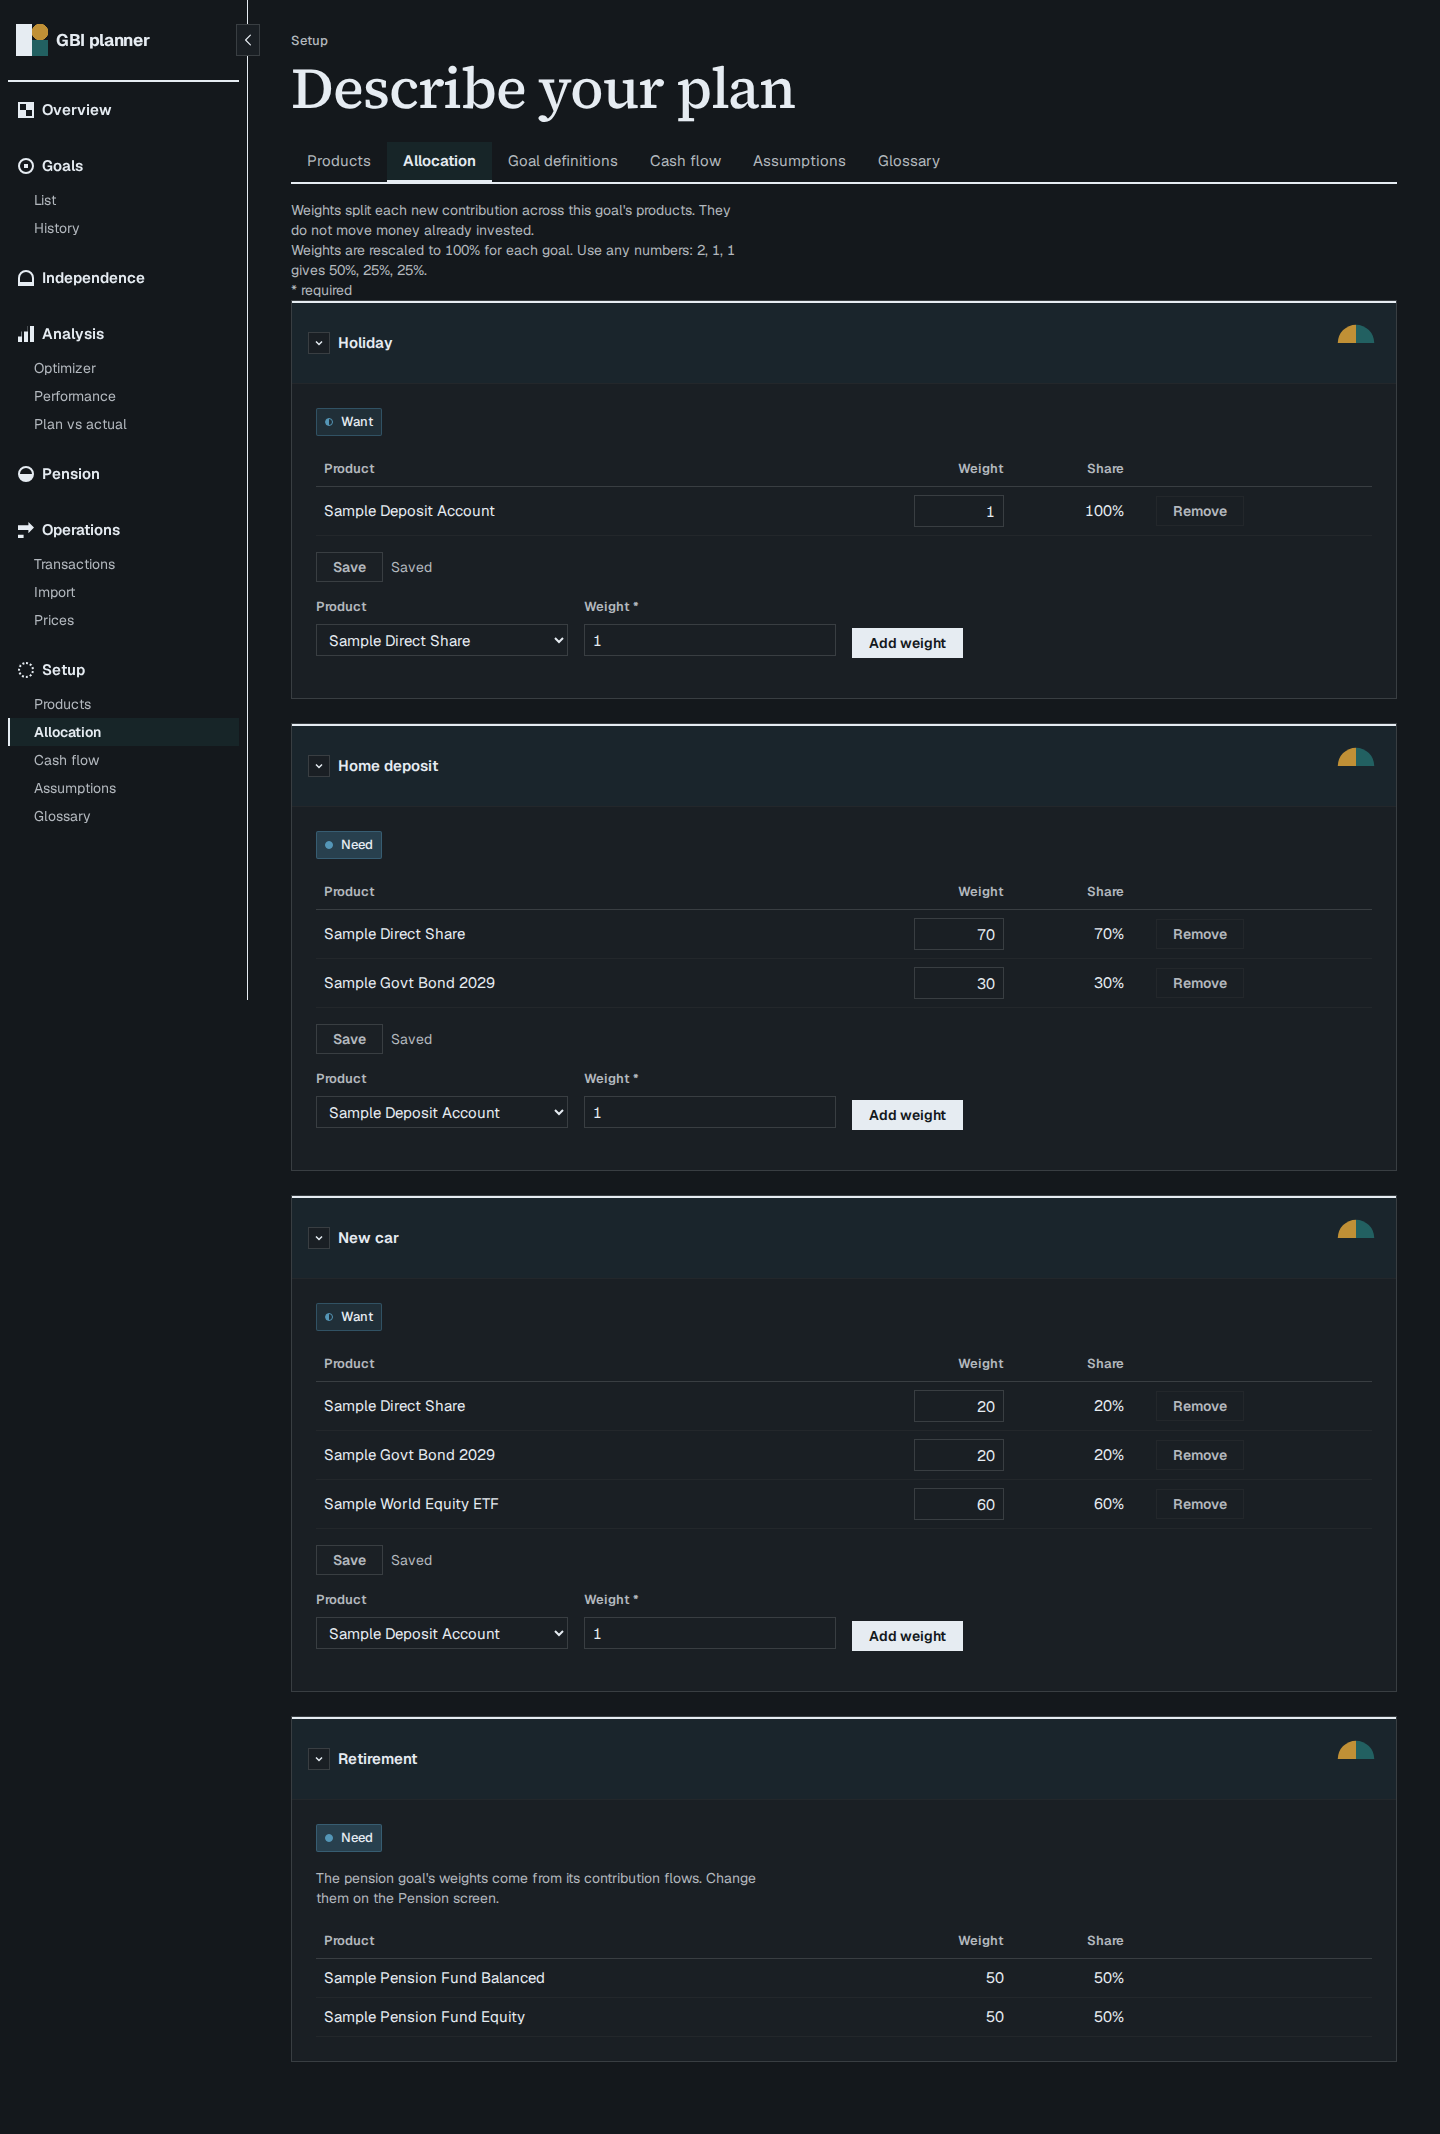 GBI planner
Overview
Goals
List
History
Independence
Analysis
Optimizer
Performance
Plan vs actual
Pension
Operations
Transactions
Import
Prices
Setup
Products
Allocation
Cash flow
Assumptions
Glossary
Setup
Describe your plan
Products Allocation Goal definitions Cash flow Assumptions Glossary
Weights split each new contribution across this goal's products. They
do not move money already invested.
Weights are rescaled to 100% for each goal. Use any numbers: 2, 1, 1
gives 50%, 25%, 25%.
* required
Holiday
Want
Product Weight Share
Sample Deposit Account 1 100% Remove
Save Saved
Product Weight *
Sample Direct Share 1 Add weight
Home deposit
Need
Product Weight Share
Sample Direct Share 70 70% Remove
Sample Govt Bond 2029 30 30% Remove
Save Saved
Product Weight *
Sample Deposit Account 1 Add weight
New car
Want
Product Weight Share
Sample Direct Share 20 20% Remove
Sample Govt Bond 2029 20 20% Remove
Sample World Equity ETF 60 60% Remove
Save Saved
Product Weight *
Sample Deposit Account 1 Add weight
Retirement
Need
The pension goal's weights come from its contribution flows. Change
them on the Pension screen.
Product Weight Share
Sample Pension Fund Balanced 50 50%
Sample Pension Fund Equity 50 50%